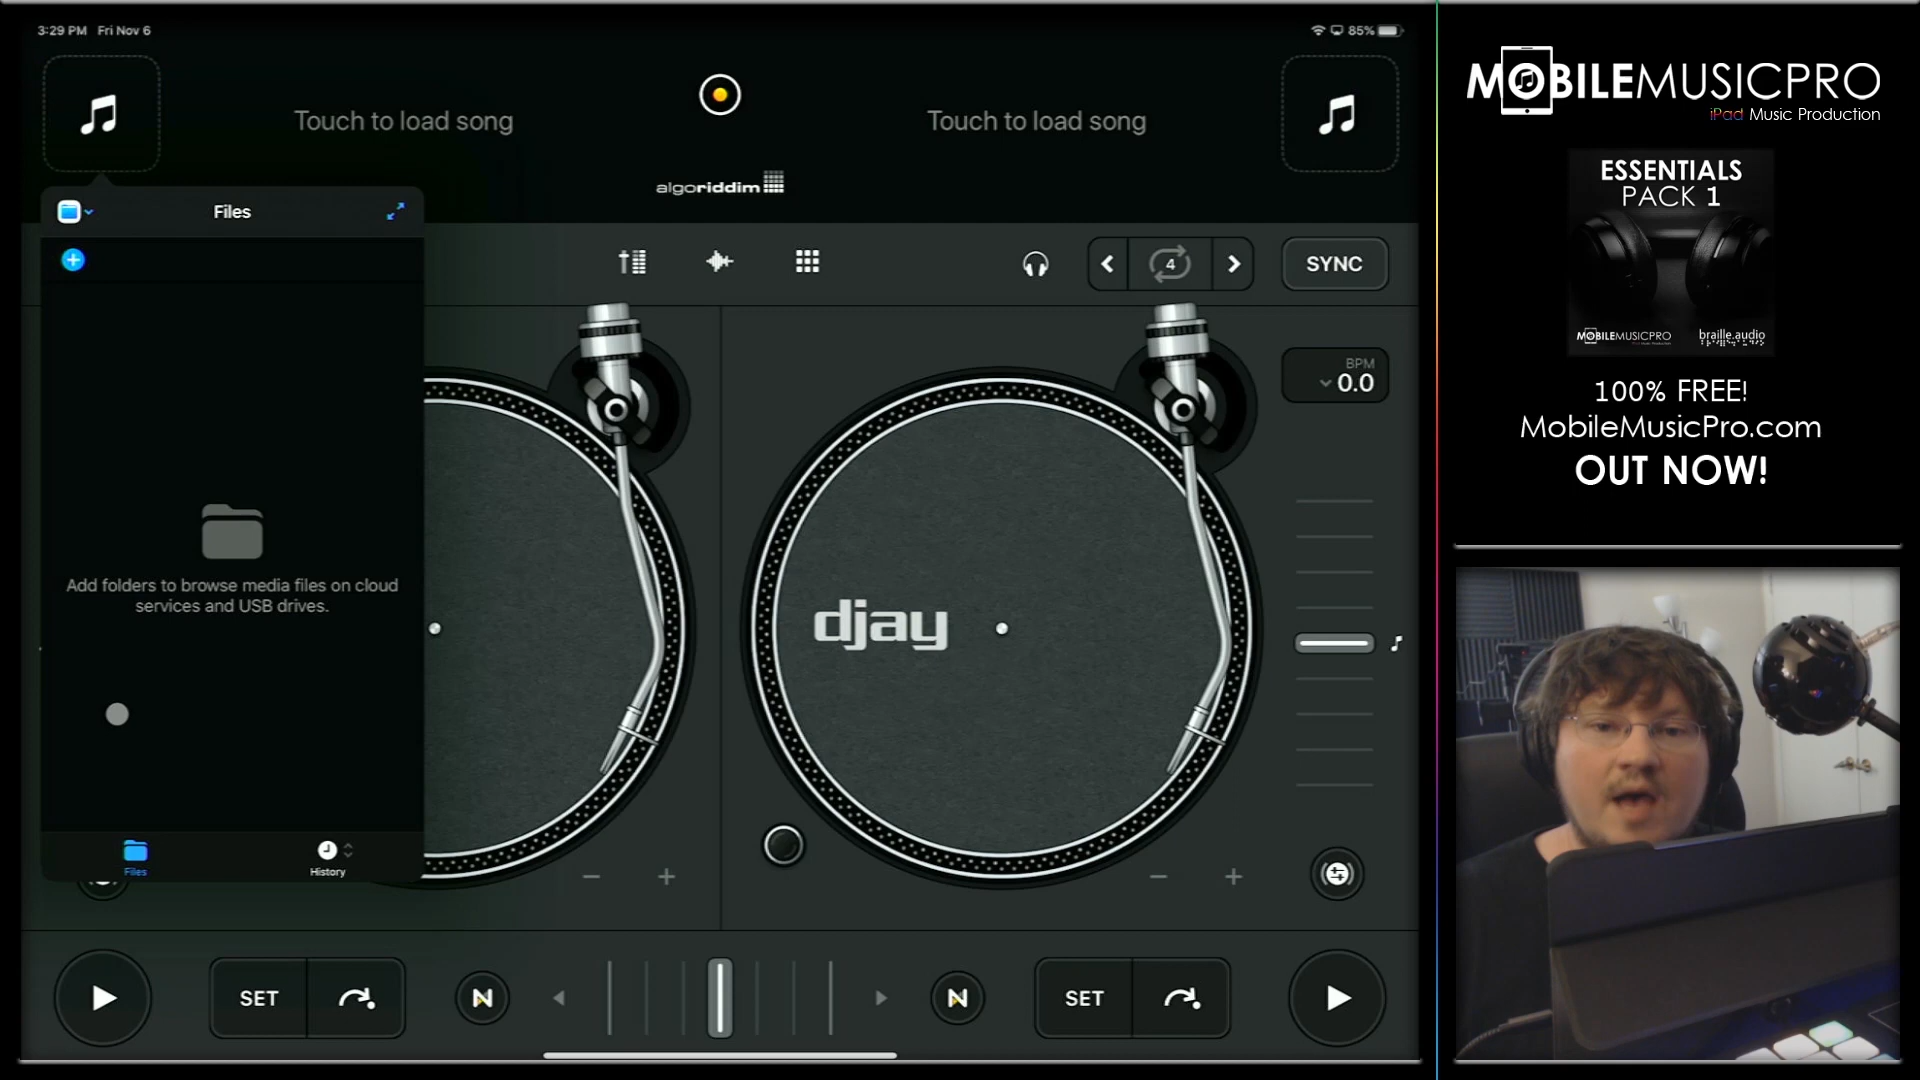 3:29 PM Fri Nov 6
85%
Touch to load song
Touch to load song
algoriddim
Files
4
SYNC
BPM
0.0
Add folders to browse media files on cloud
services and USB drives.
djay
Files
History
SET
SET
MOBILEMUSICPRO
iPad Music Production
ESSENTIALS
PACK 1
MOBILEMUSICPRO
braille.audio
100% FREE!
MobileMusicPro.com
OUT NOW!